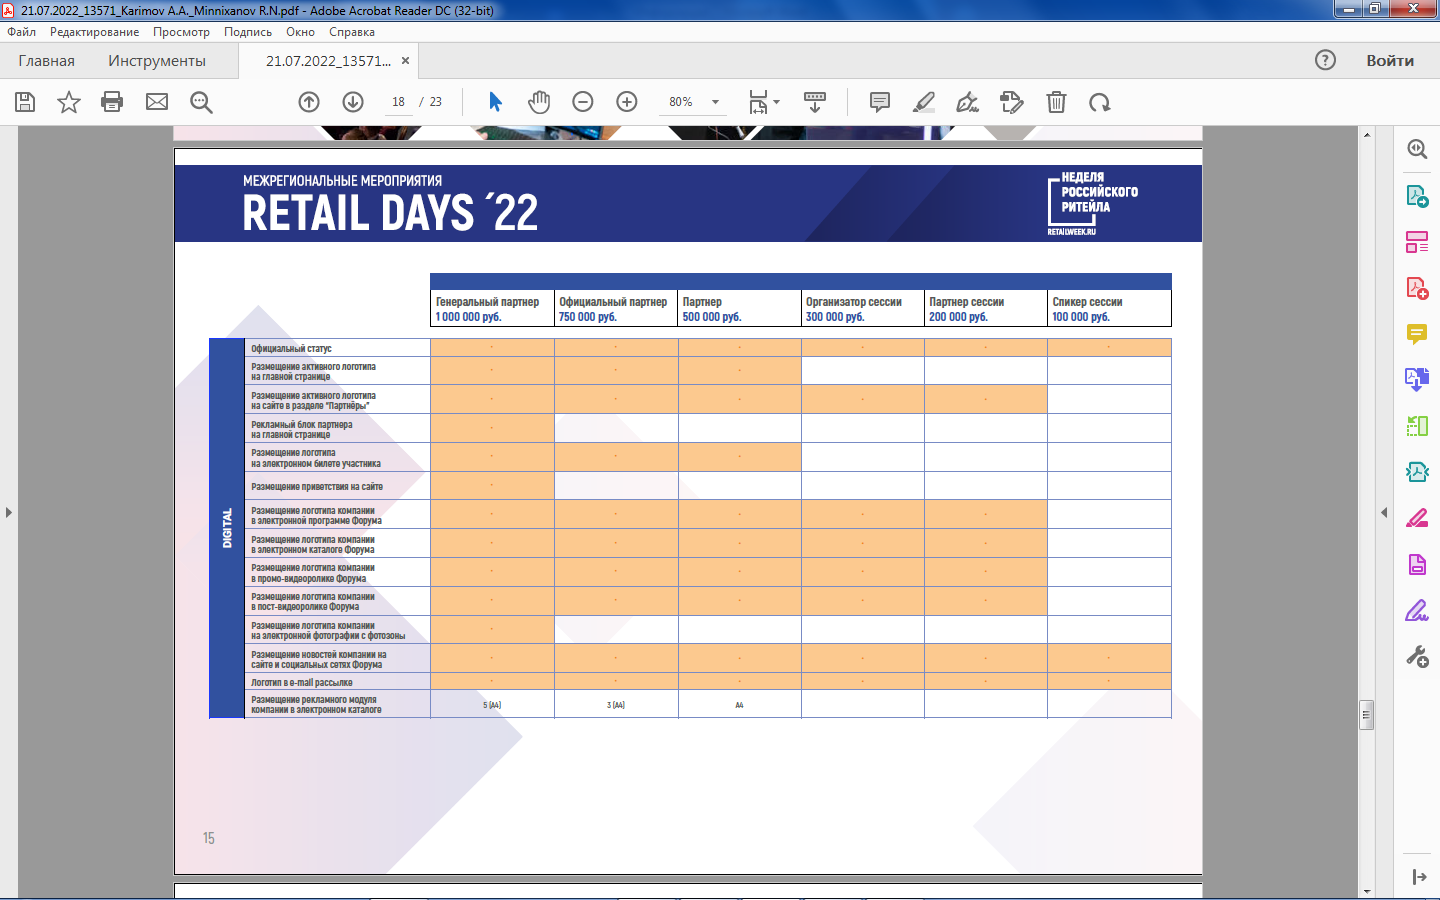 21.07.2022_13571_Karimov A.A._Minnixanov R.N.pdf - Adobe Acrobat Reader DC (32-bit)
Файл Редактирование Просмотр Подпись Окно Справка
Главная Инструменты 21.07.2022_13571... × Войти
18 / 23 80%
МЕЖРЕГИОНАЛЬНЫЕ МЕРОПРИЯТИЯ
RETAIL DAYS ´22
НЕДЕЛЯ
РОССИЙСКОГО
РИТЕЙЛА
RETAILWEEK.RU
Генеральный партнер Официальный партнер Партнер Организатор сессии Партнер сессии Спикер сессии
1 000 000 руб. 750 000 руб. 500 000 руб. 300 000 руб. 200 000 руб. 100 000 руб.
DIGITAL
Официальный статус
Размещение активного логотипа
на главной странице
Размещение активного логотипа
на сайте в разделе "Партнёры"
Рекламный блок партнера
на главной странице
Размещение логотипа
на электронном билете участника
Размещение приветствия на сайте
Размещение логотипа компании
в электронной программе Форума
Размещение логотипа компании
в электронном каталоге Форума
Размещение логотипа компании
в промо-видеоролике Форума
Размещение логотипа компании
в пост-видеоролике Форума
Размещение логотипа компании
на электронной фотографии с фотозоны
Размещение новостей компании на
сайте и социальных сетях Форума
Логотип в e-mail рассылке
Размещение рекламного модуля
компании в электронном каталоге
5 (А4) 3 (А4) А4
15